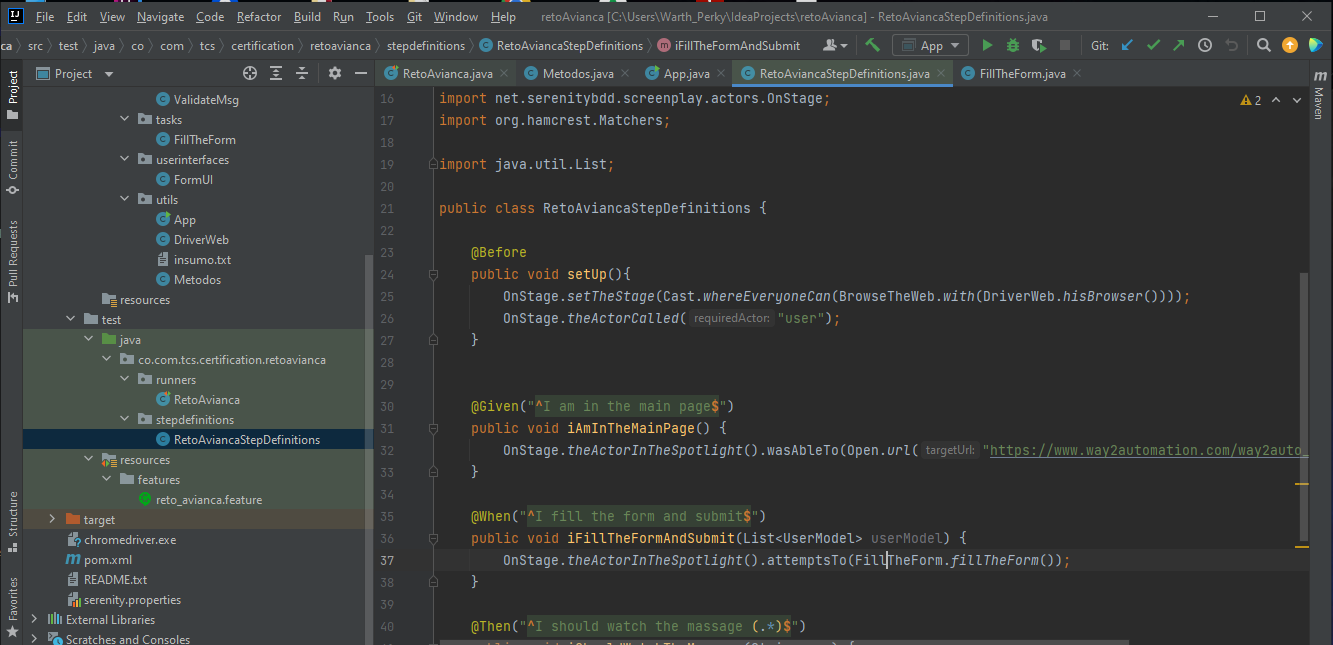 File Edit View Navigate Code Refactor Build Run Tools Git Window Help retoAvianca [C:\Users\Warth_Perky\IdeaProjects\retoAvianca] - RetoAviancaStepDefinitions.java
ca > src > test > java > co > com > tcs > certification > retoavianca > stepdefinitions > RetoAviancaStepDefinitions > iFillTheFormAndSubmit App Git:
Project RetoAvianca.java Metodos.java App.java RetoAviancaStepDefinitions.java FillTheForm.java
Project
Commit
Pull Requests
Structure
Favorites
ValidateMsg
tasks
FillTheForm
userinterfaces
FormUI
utils
App
DriverWeb
insumo.txt
Metodos
resources
test
java
co.com.tcs.certification.retoavianca
runners
RetoAvianca
stepdefinitions
RetoAviancaStepDefinitions
resources
features
reto_avianca.feature
target
chromedriver.exe
pom.xml
README.txt
serenity.properties
External Libraries
Scratches and Consoles
16 import net.serenitybdd.screenplay.actors.OnStage;
17 import org.hamcrest.Matchers;
18
19 import java.util.List;
20
21 public class RetoAviancaStepDefinitions {
22
23 @Before
24 public void setUp(){
25 OnStage.setTheStage(Cast.whereEveryoneCan(BrowseTheWeb.with(DriverWeb.hisBrowser())));
26 OnStage.theActorCalled( requiredActor: "user");
27 }
28
29
30 @Given("^I am in the main page$")
31 public void iAmInTheMainPage() {
32 OnStage.theActorInTheSpotlight().wasAbleTo(Open.url( targetUrl: "https://www.way2automation.com/way2auto_
33 }
34
35 @When("^I fill the form and submit$")
36 public void iFillTheFormAndSubmit(List<UserModel> userModel) {
37 OnStage.theActorInTheSpotlight().attemptsTo(FillTheForm.fillTheForm());
38 }
39
40 @Then("^I should watch the massage (.*)$")
2
Maven